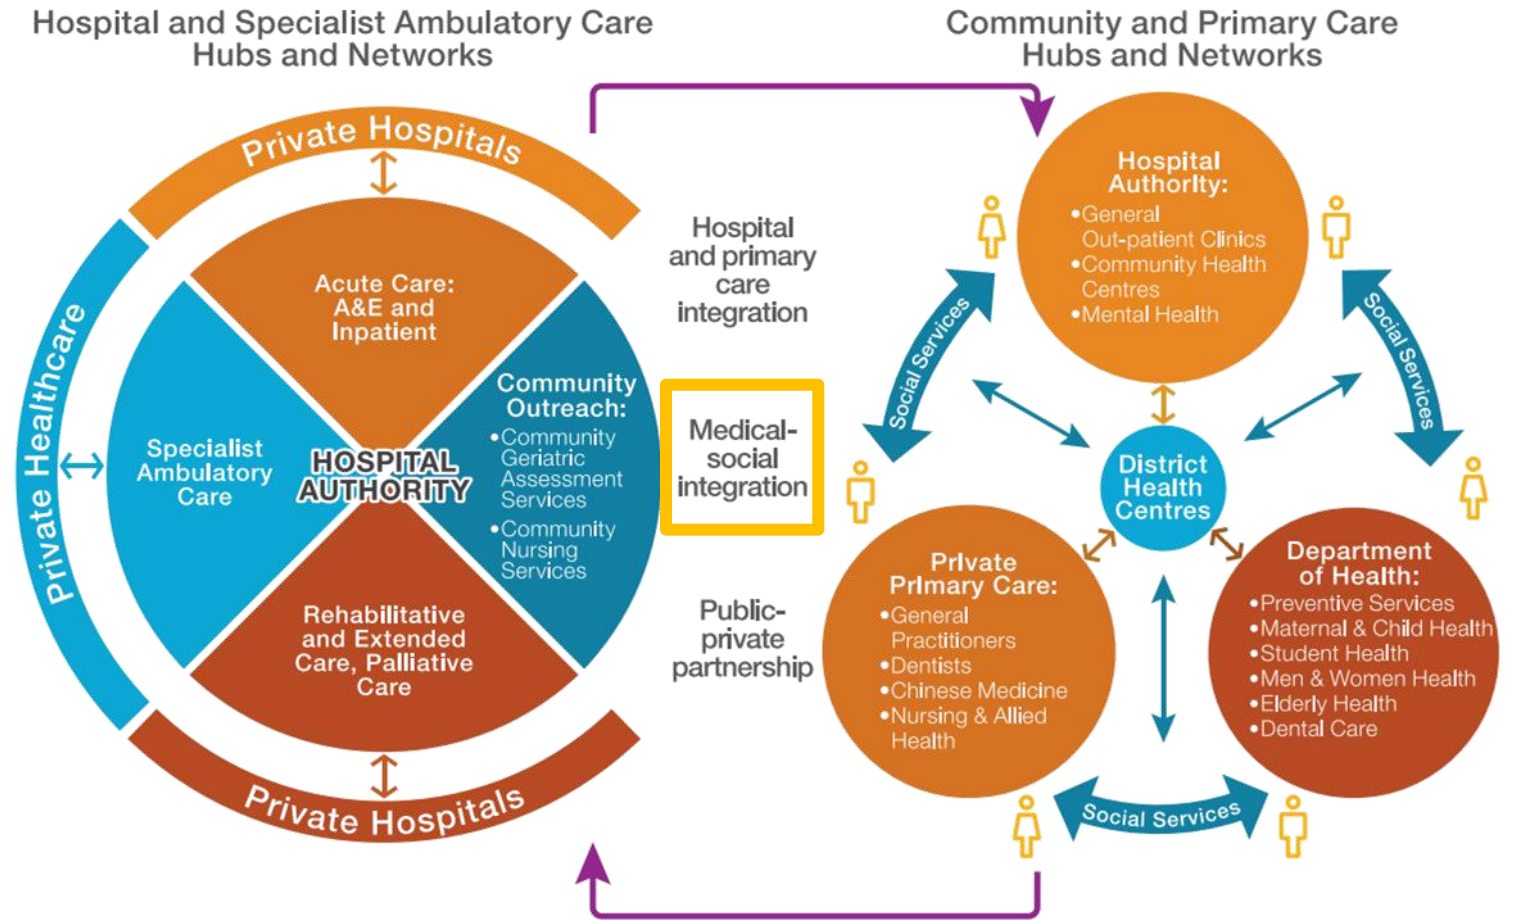 Hospital and Specialist Ambulatory Care
Hubs and Networks
Private Hospitals
Private Healthcare
Acute Care:
A&E and
Inpatient
Specialist
Ambulatory
Care
HOSPITAL
AUTHORITY
Community
Outreach:
•Community
Geriatric
Assessment
Services
•Community
Nursing
Services
Rehabilitative
and Extended
Care, Palliative
Care
Private Hospitals
Hospital
and primary
care
integration
Medical-
social
integration
Public-
private
partnership
Community and Primary Care
Hubs and Networks
Hospital
Authority:
•General
Out-patient Clinics
•Community Health
Centres
•Mental Health
Social Services
Social Services
District
Health
Centres
Private
Primary Care:
•General
Practitioners
•Dentists
•Chinese Medicine
•Nursing & Allied
Health
Department
of Health:
•Preventive Services
•Maternal & Child Health
•Student Health
•Men & Women Health
•Elderly Health
•Dental Care
Social Services